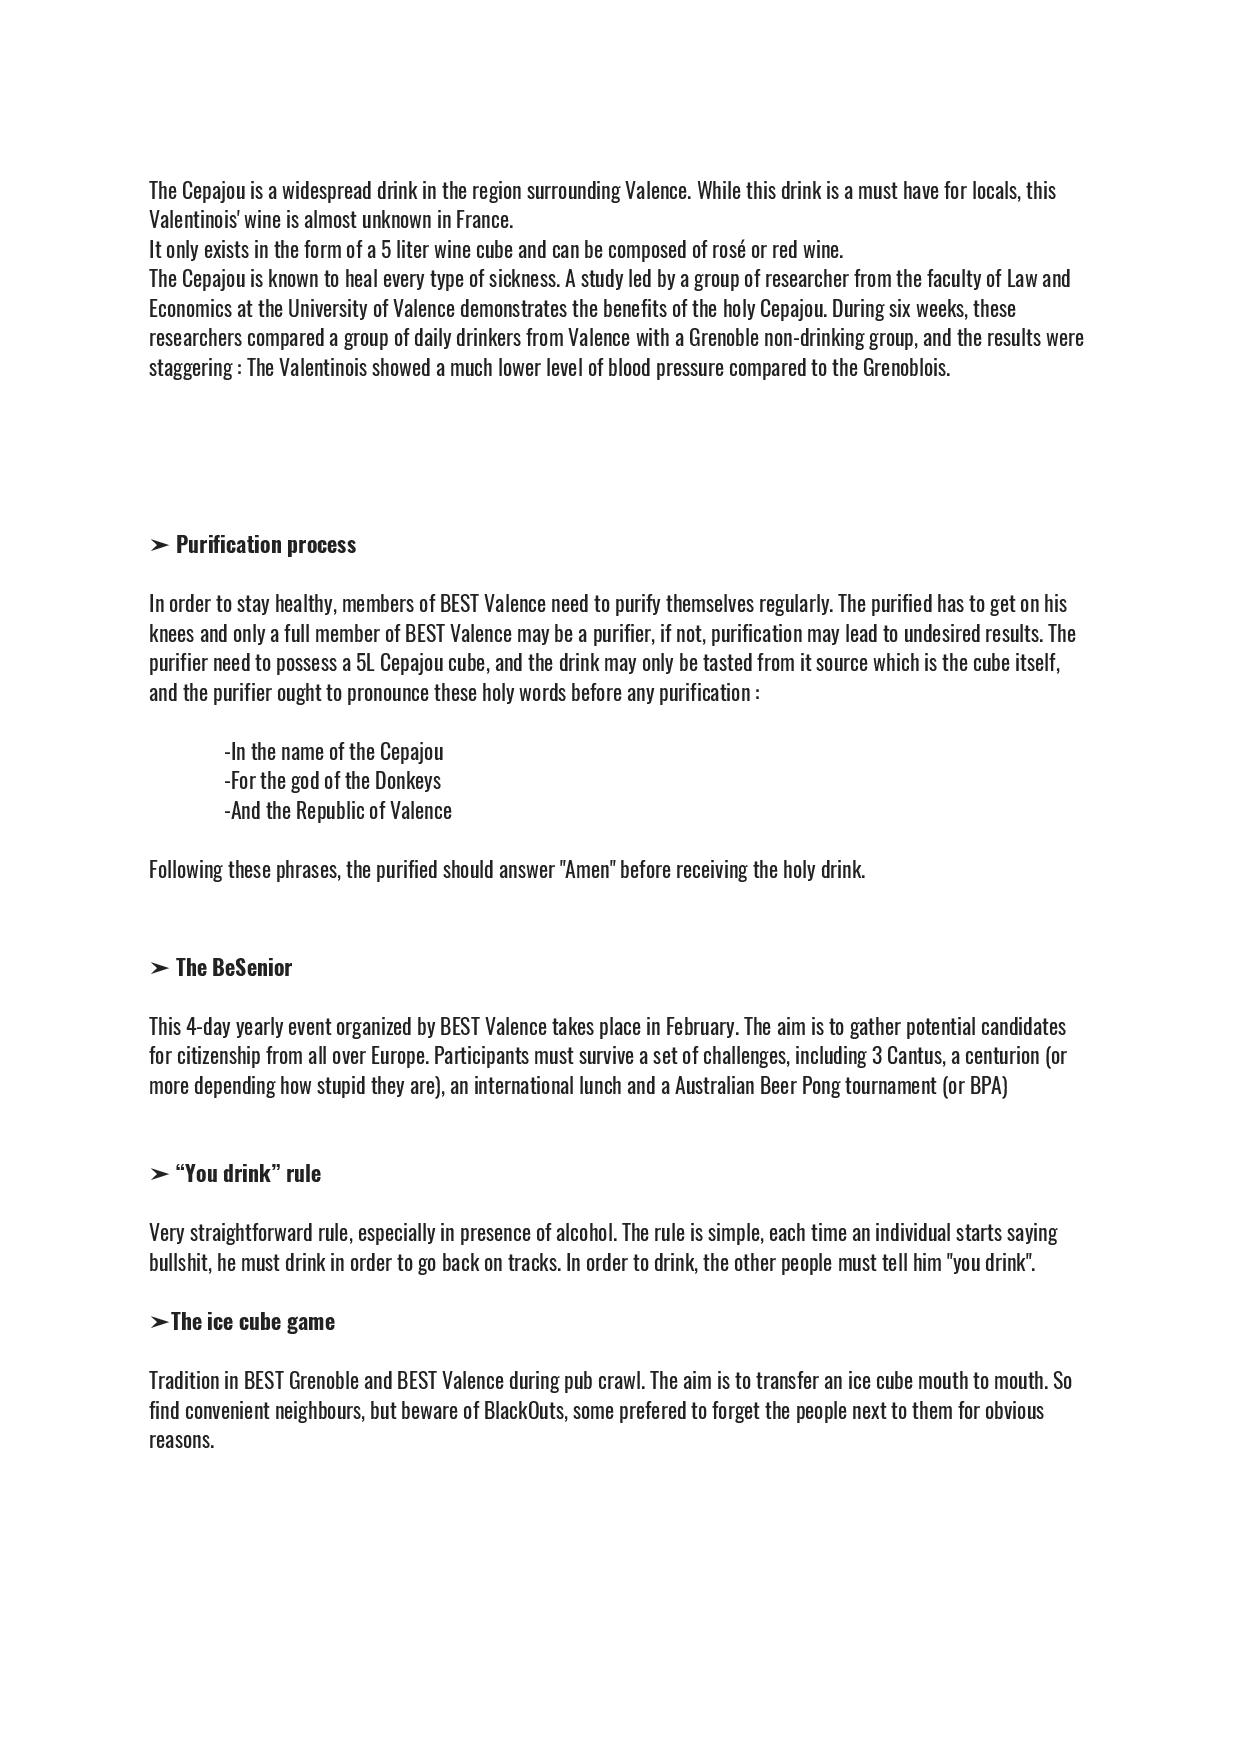 The Cepajou is a widespread drink in the region surrounding Valence. While this drink is a must have for locals, this
Valentinois' wine is almost unknown in France.
It only exists in the form of a 5 liter wine cube and can be composed of rosé or red wine.
The Cepajou is known to heal every type of sickness. A study led by a group of researcher from the faculty of Law and
Economics at the University of Valence demonstrates the benefits of the holy Cepajou. During six weeks, these
researchers compared a group of daily drinkers from Valence with a Grenoble non-drinking group, and the results were
staggering : The Valentinois showed a much lower level of blood pressure compared to the Grenoblois.
➢ Purification process
In order to stay healthy, members of BEST Valence need to purify themselves regularly. The purified has to get on his
knees and only a full member of BEST Valence may be a purifier, if not, purification may lead to undesired results. The
purifier need to possess a 5L Cepajou cube, and the drink may only be tasted from it source which is the cube itself,
and the purifier ought to pronounce these holy words before any purification :
-In the name of the Cepajou
-For the god of the Donkeys
-And the Republic of Valence
Following these phrases, the purified should answer "Amen" before receiving the holy drink.
➢ The BeSenior
This 4-day yearly event organized by BEST Valence takes place in February. The aim is to gather potential candidates
for citizenship from all over Europe. Participants must survive a set of challenges, including 3 Cantus, a centurion (or
more depending how stupid they are), an international lunch and a Australian Beer Pong tournament (or BPA)
➢ “You drink” rule
Very straightforward rule, especially in presence of alcohol. The rule is simple, each time an individual starts saying
bullshit, he must drink in order to go back on tracks. In order to drink, the other people must tell him "you drink".
➢The ice cube game
Tradition in BEST Grenoble and BEST Valence during pub crawl. The aim is to transfer an ice cube mouth to mouth. So
find convenient neighbours, but beware of BlackOuts, some prefered to forget the people next to them for obvious
reasons.